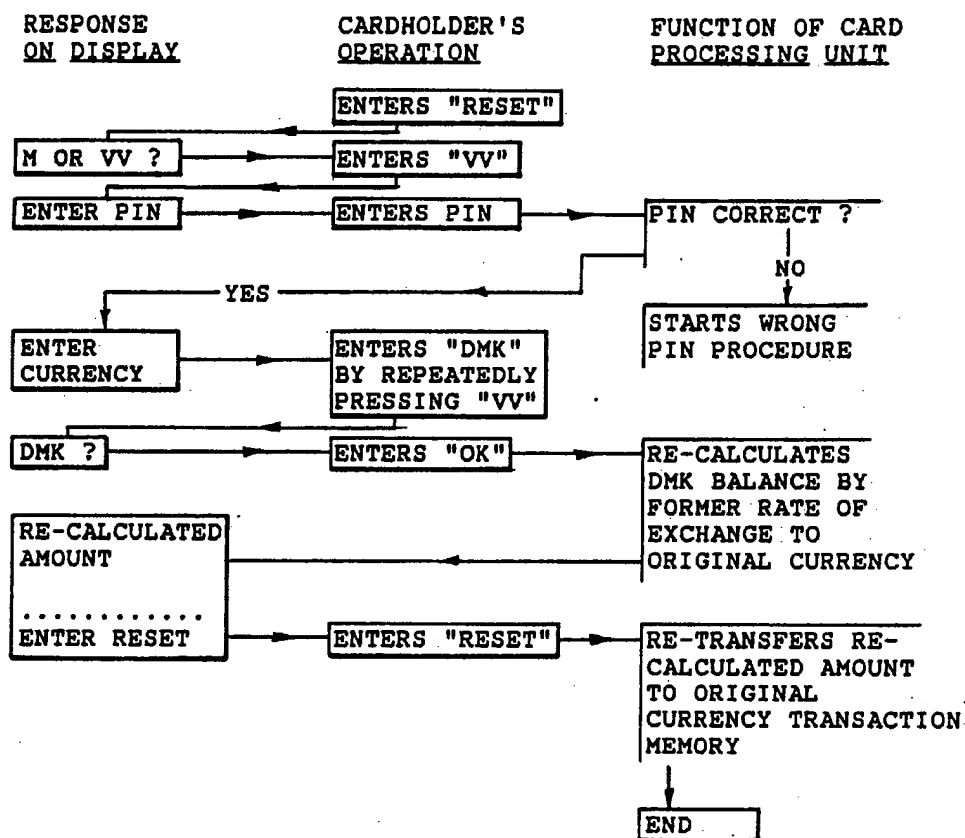 RESPONSE
ON DISPLAY
CARDHOLDER'S
OPERATION
FUNCTION OF CARD
PROCESSING UNIT
ENTERS "RESET"
M OR VV ?
ENTERS "VV"
ENTER PIN
ENTERS PIN
PIN CORRECT ?
NO
YES
STARTS WRONG
PIN PROCEDURE
ENTER
CURRENCY
ENTERS "DMK"
BY REPEATEDLY
PRESSING "VV"
DMK ?
ENTERS "OK"
RE-CALCULATES
DMK BALANCE BY
FORMER RATE OF
EXCHANGE TO
ORIGINAL CURRENCY
RE-CALCULATED
AMOUNT
............
ENTER RESET
ENTERS "RESET"
RE-TRANSFERS RE-
CALCULATED AMOUNT
TO ORIGINAL
CURRENCY TRANSACTION
MEMORY
END